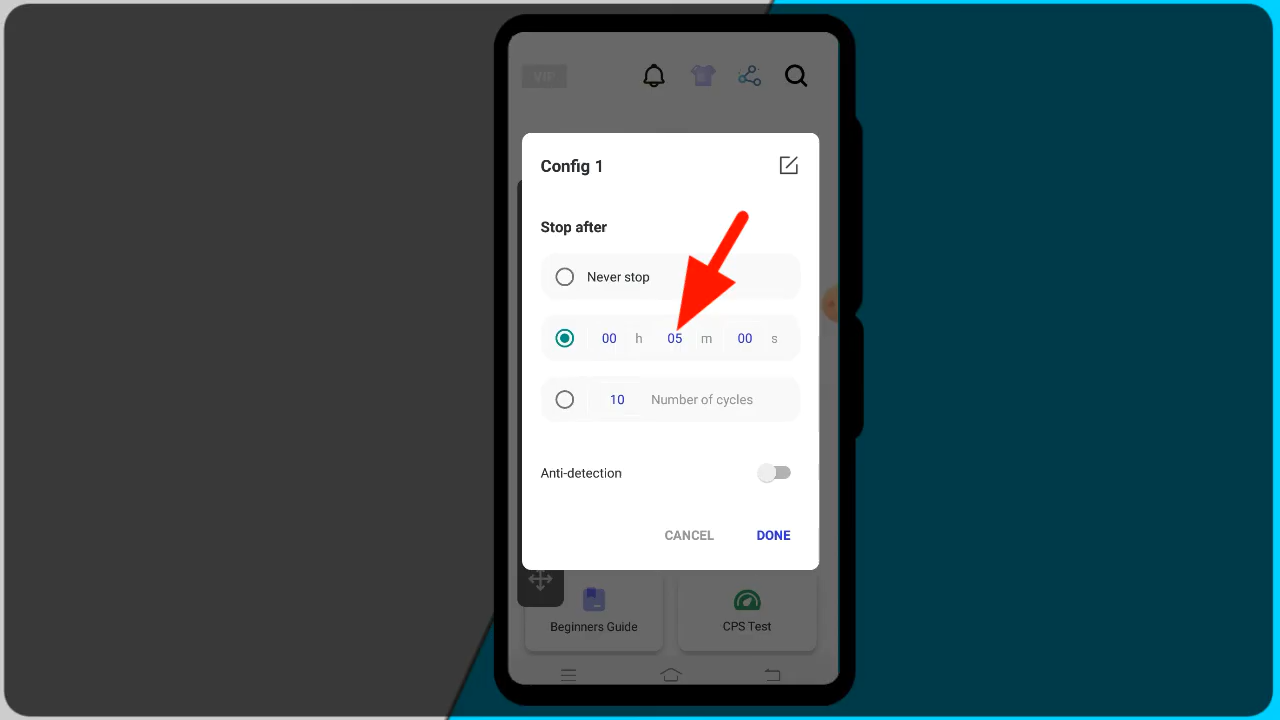 VIP
Config 1
Stop after
Never stop
00 h 05 m 00 s
10 Number of cycles
Anti-detection
CANCEL DONE
Beginners Guide CPS Test